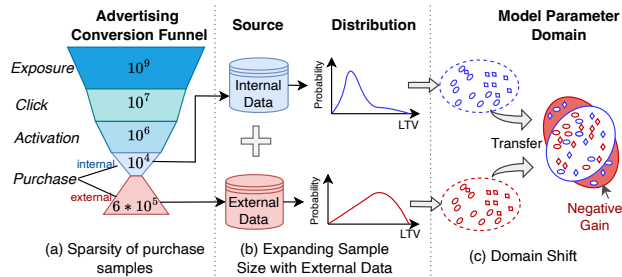 Advertising
Conversion Funnel
Source
Distribution
Model Parameter
Domain
Exposure
10⁹
Click
10⁷
Activation
10⁶
internal
10⁴
Purchase
external
6 * 10⁵
Internal
Data
External
Data
Probability
LTV
Probability
LTV
Transfer
Negative
Gain
(a) Sparsity of purchase
samples
(b) Expanding Sample
Size with External Data
(c) Domain Shift